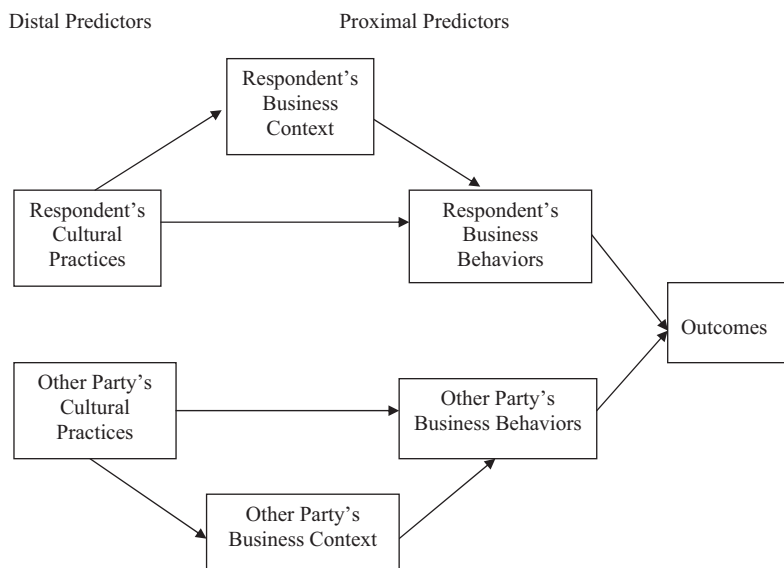 Distal Predictors
Proximal Predictors
Respondent’s
Business
Context
Respondent’s
Cultural
Practices
Respondent’s
Business
Behaviors
Outcomes
Other Party’s
Cultural
Practices
Other Party’s
Business Behaviors
Other Party’s
Business Context